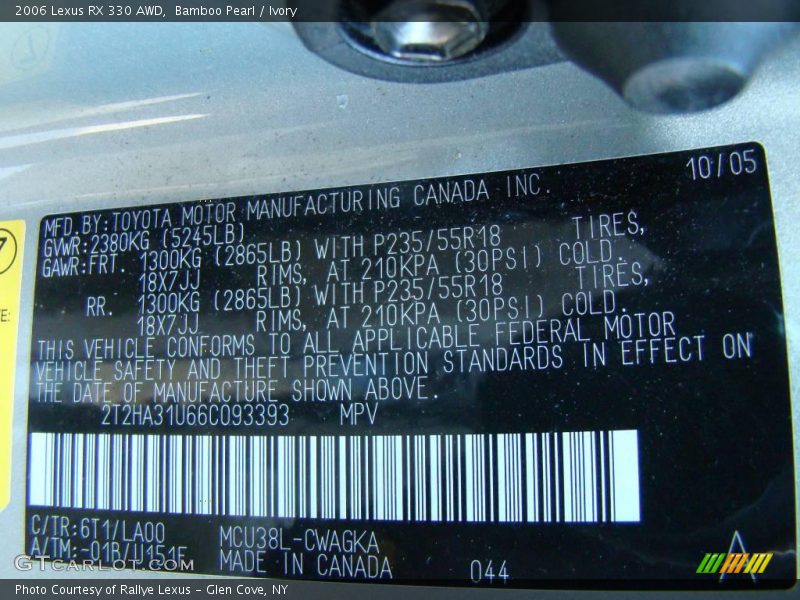 2006 Lexus RX 330 AWD, Bamboo Pearl / Ivory
10/05
MFD.BY:TOYOTA MOTOR MANUFACTURING CANADA INC.
GVWR:2380KG (5245LB)
GAWR:FRT. 1300KG (2865LB) WITH P235/55R18 TIRES,
18X7JJ RIMS, AT 210KPA (30PSI) COLD.
RR. 1300KG (2865LB) WITH P235/55R18 TIRES,
18X7JJ RIMS, AT 210KPA (30PSI) COLD.
THIS VEHICLE CONFORMS TO ALL APPLICABLE FEDERAL MOTOR
VEHICLE SAFETY AND THEFT PREVENTION STANDARDS IN EFFECT ON
THE DATE OF MANUFACTURE SHOWN ABOVE.
2T2HA31U66C093393 MPV
C/TR:6T1/LA00 MCU38L-CWAGKA
A/TM:-01B/U151F MADE IN CANADA 044
A
7
E:
GTCarLot.com
Photo Courtesy of Rallye Lexus - Glen Cove, NY